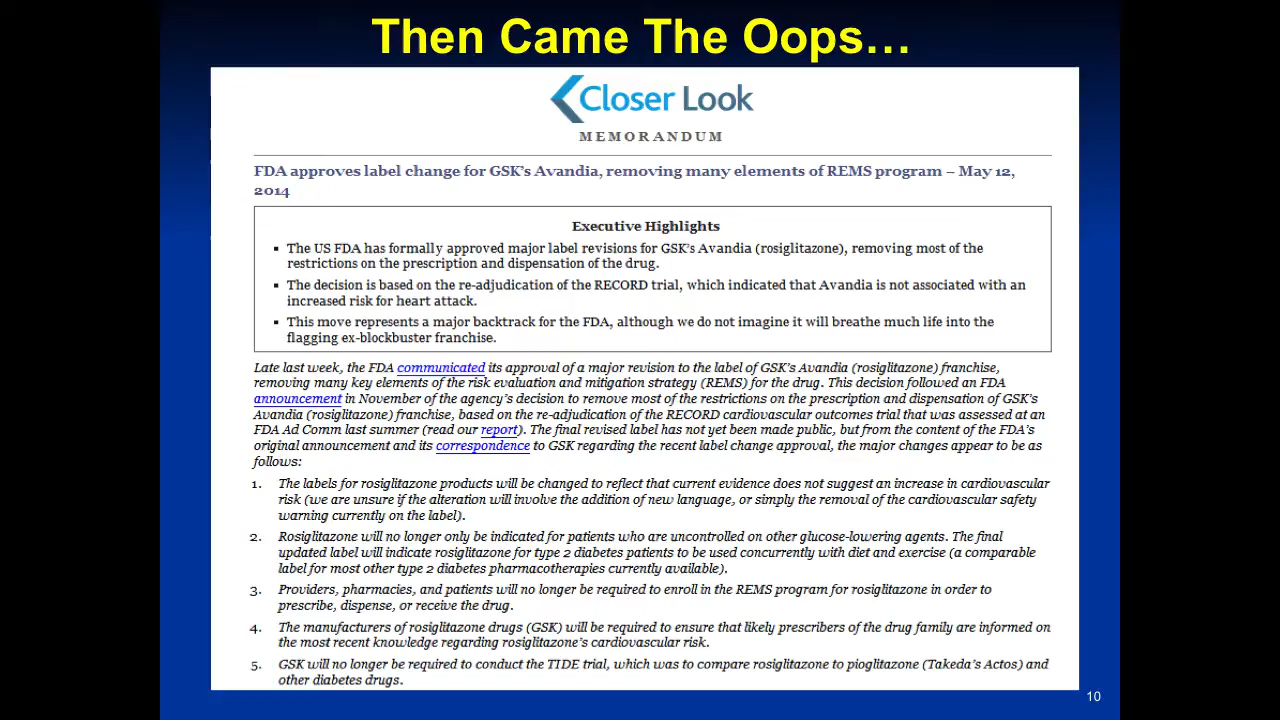 Then Came The Oops…
Closer Look
MEMORANDUM
FDA approves label change for GSK's Avandia, removing many elements of REMS program – May 12,
2014
Executive Highlights
▪ The US FDA has formally approved major label revisions for GSK's Avandia (rosiglitazone), removing most of the
restrictions on the prescription and dispensation of the drug.
▪ The decision is based on the re-adjudication of the RECORD trial, which indicated that Avandia is not associated with an
increased risk for heart attack.
▪ This move represents a major backtrack for the FDA, although we do not imagine it will breathe much life into the
flagging ex-blockbuster franchise.
Late last week, the FDA communicated its approval of a major revision to the label of GSK's Avandia (rosiglitazone) franchise,
removing many key elements of the risk evaluation and mitigation strategy (REMS) for the drug. This decision followed an FDA
announcement in November of the agency's decision to remove most of the restrictions on the prescription and dispensation of GSK's
Avandia (rosiglitazone) franchise, based on the re-adjudication of the RECORD cardiovascular outcomes trial that was assessed at an
FDA Ad Comm last summer (read our report). The final revised label has not yet been made public, but from the content of the FDA's
original announcement and its correspondence to GSK regarding the recent label change approval, the major changes appear to be as
follows:
1. The labels for rosiglitazone products will be changed to reflect that current evidence does not suggest an increase in cardiovascular
risk (we are unsure if the alteration will involve the addition of new language, or simply the removal of the cardiovascular safety
warning currently on the label).
2. Rosiglitazone will no longer only be indicated for patients who are uncontrolled on other glucose-lowering agents. The final
updated label will indicate rosiglitazone for type 2 diabetes patients to be used concurrently with diet and exercise (a comparable
label for most other type 2 diabetes pharmacotherapies currently available).
3. Providers, pharmacies, and patients will no longer be required to enroll in the REMS program for rosiglitazone in order to
prescribe, dispense, or receive the drug.
4. The manufacturers of rosiglitazone drugs (GSK) will be required to ensure that likely prescribers of the drug family are informed on
the most recent knowledge regarding rosiglitazone's cardiovascular risk.
5. GSK will no longer be required to conduct the TIDE trial, which was to compare rosiglitazone to pioglitazone (Takeda's Actos) and
other diabetes drugs.
10